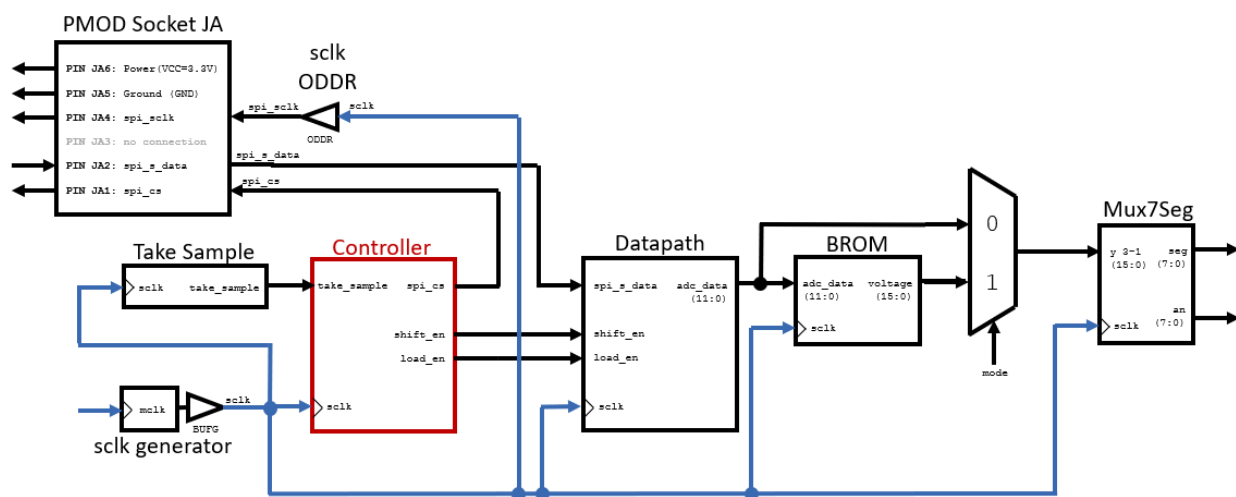 PMOD Socket JA
PIN JA6: Power(VCC=3.3V)
PIN JA5: Ground (GND)
PIN JA4: spi_sclk
PIN JA3: no connection
PIN JA2: spi_s_data
PIN JA1: spi_cs
sclk
ODDR
spi_sclk
sclk
ODDR
spi_s_data
spi_cs
Take Sample
sclk
take_sample
Controller
take_sample
spi_cs
shift_en
load_en
sclk
mclk
sclk
BUFG
sclk generator
Datapath
spi_s_data
adc_data
(11:0)
shift_en
load_en
sclk
BROM
adc_data
(11:0)
voltage
(15:0)
sclk
0
1
mode
Mux7Seg
y 3-1
(15:0)
seg
(7:0)
an
(7:0)
sclk